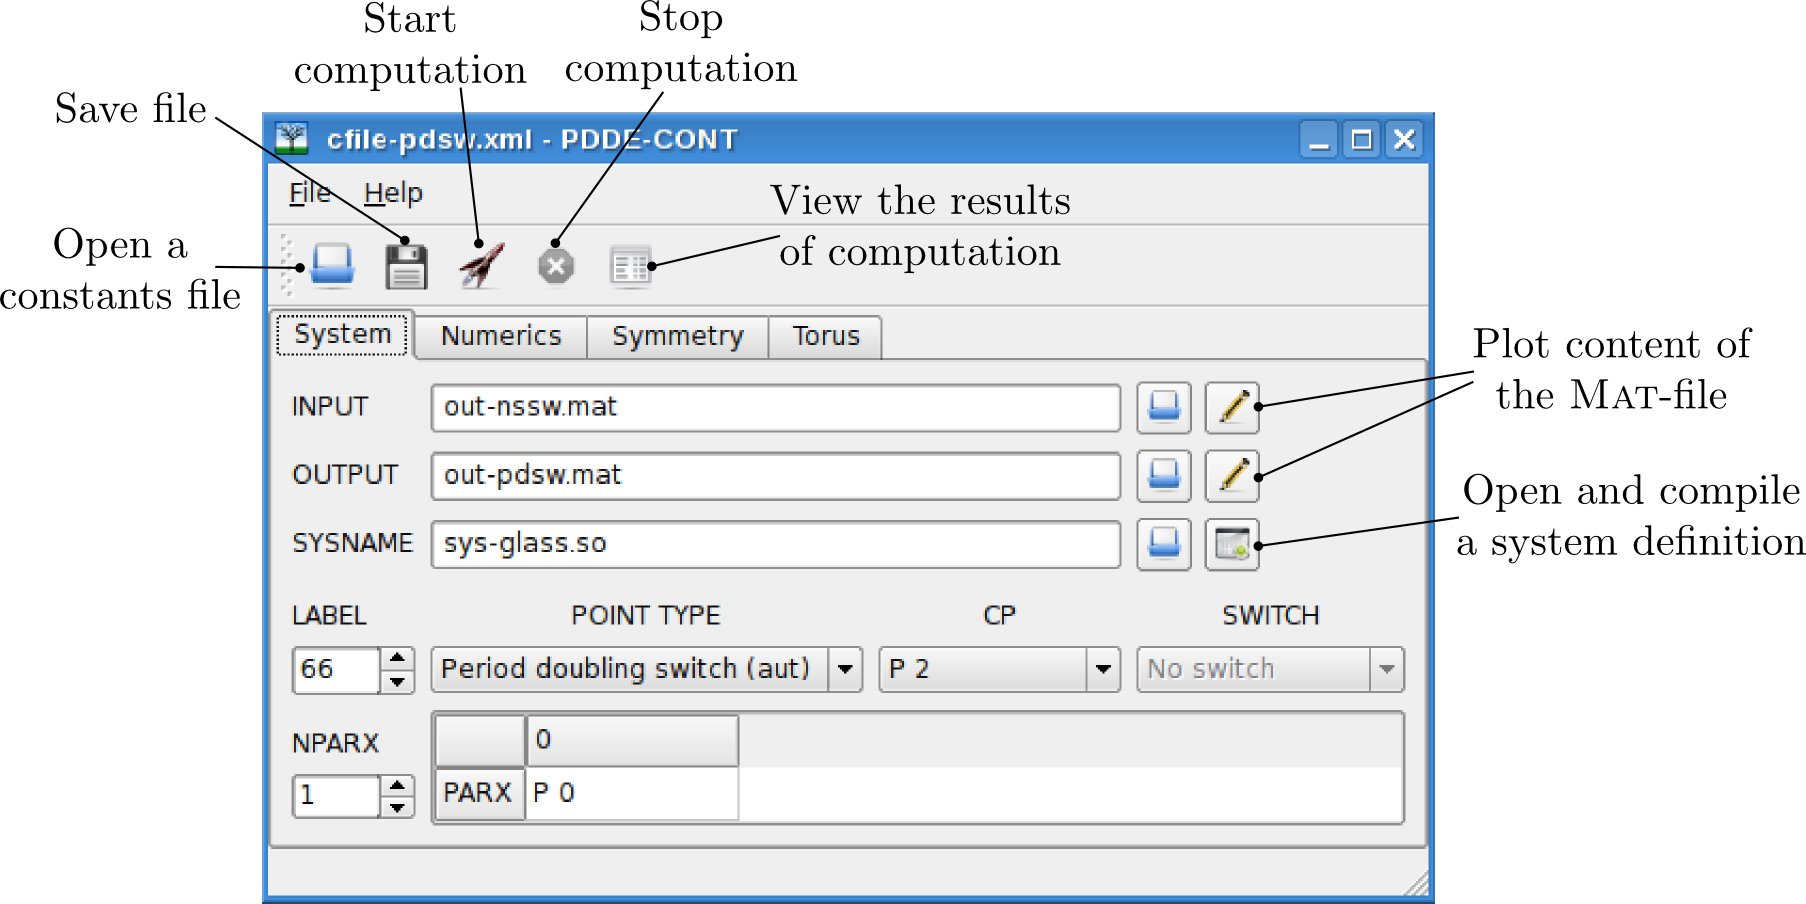 Start
computation
Stop
computation
Save file
cfile-pdsw.xml - PDDE-CONT
File Help
View the results
of computation
Open a
constants file
System Numerics Symmetry Torus
Plot content of
the MAT-file
INPUT out-nssw.mat
OUTPUT out-pdsw.mat
Open and compile
a system definition
SYSNAME sys-glass.so
LABEL POINT TYPE CP SWITCH
66 Period doubling switch (aut) P 2 No switch
NPARX 0
1 PARX P 0